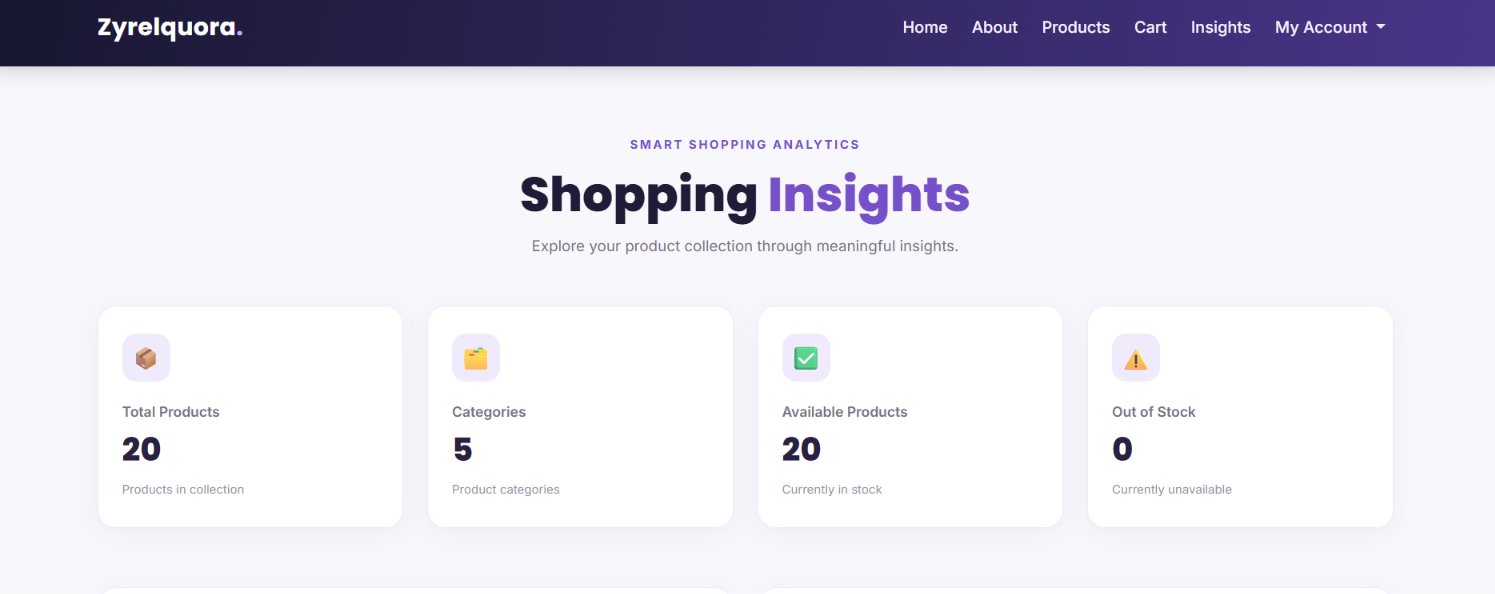 Zyrelquora.
Home About Products Cart Insights My Account
SMART SHOPPING ANALYTICS
Shopping Insights
Explore your product collection through meaningful insights.
Total Products
20
Products in collection
Categories
5
Product categories
Available Products
20
Currently in stock
Out of Stock
0
Currently unavailable